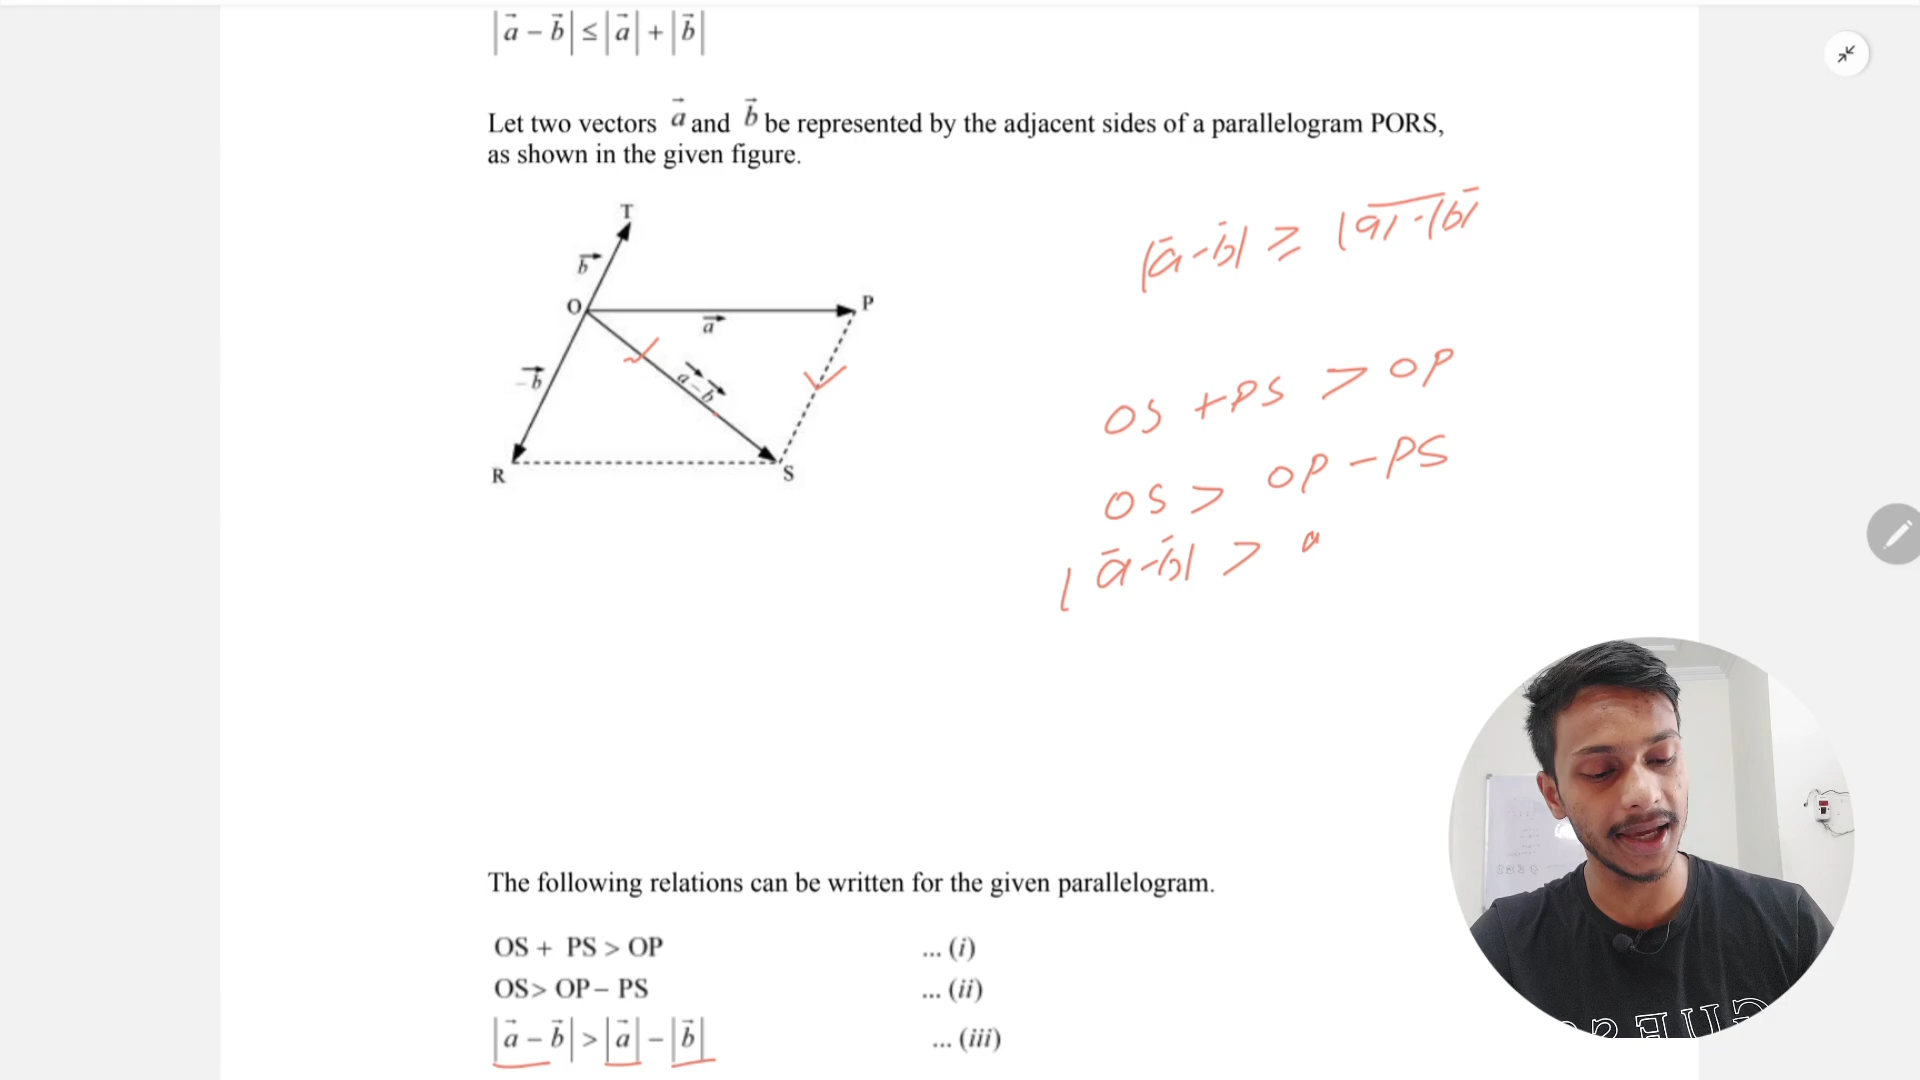 |a⃗ − b⃗| ≤ |a⃗| + |b⃗|
Let two vectors a⃗ and b⃗ be represented by the adjacent sides of a parallelogram PORS,
as shown in the given figure.
T
b⃗
O
P
a⃗
−b⃗
a⃗ − b⃗
R
S
|a̅ - b̅| ≥ |a̅| - |b̅|
OS + PS > OP
OS > OP - PS
|a̅ - b̅| > a
The following relations can be written for the given parallelogram.
OS + PS > OP ... (i)
OS> OP − PS ... (ii)
|a⃗ − b⃗| > |a⃗| − |b⃗| ... (iii)